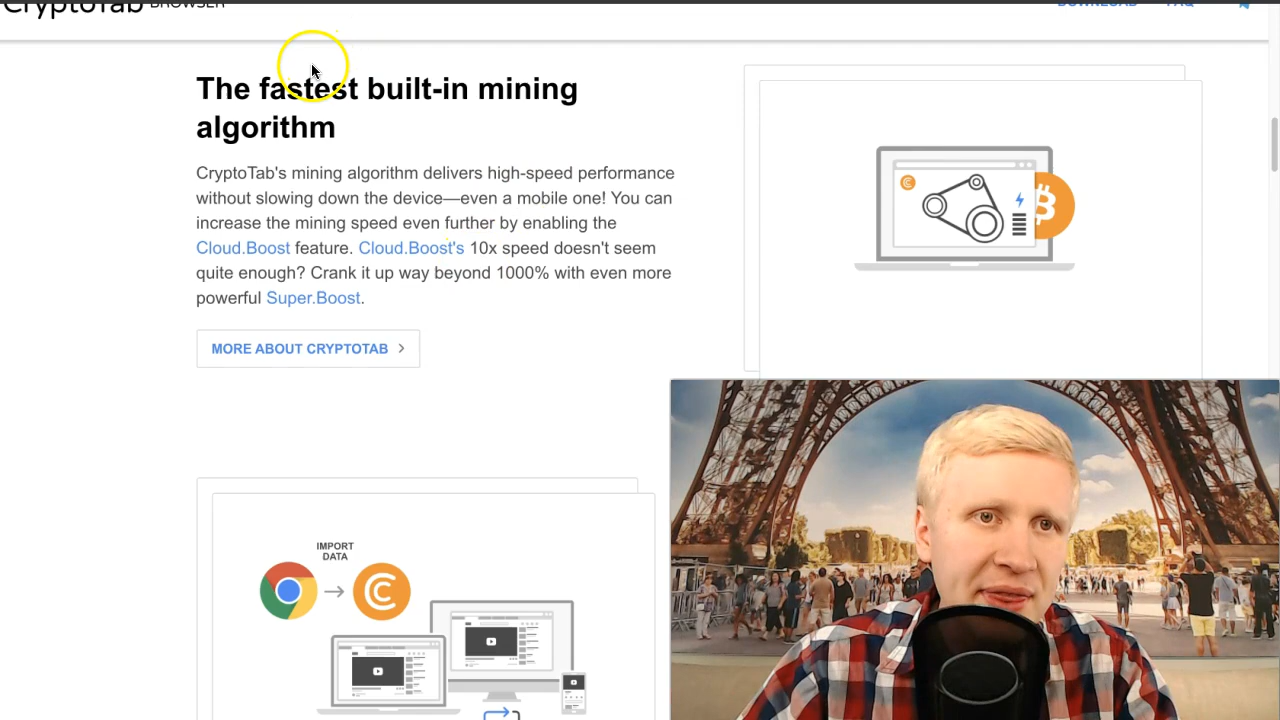 CryptoTab BROWSER
DOWNLOAD FAQ
The fastest built-in mining
algorithm
CryptoTab's mining algorithm delivers high-speed performance
without slowing down the device—even a mobile one! You can
increase the mining speed even further by enabling the
Cloud.Boost feature. Cloud.Boost's 10x speed doesn't seem
quite enough? Crank it up way beyond 1000% with even more
powerful Super.Boost.
MORE ABOUT CRYPTOTAB
IMPORT
DATA